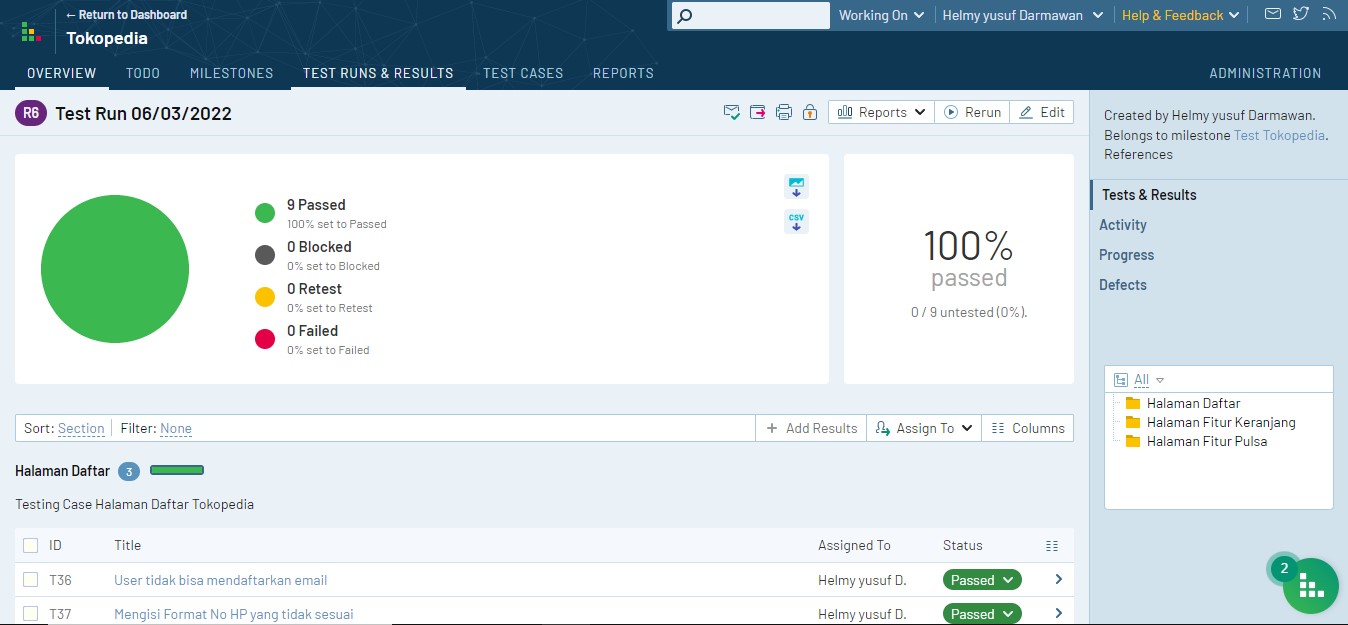 ← Return to Dashboard
Tokopedia
Working On
Helmy yusuf Darmawan
Help & Feedback
OVERVIEW TODO MILESTONES TEST RUNS & RESULTS TEST CASES REPORTS ADMINISTRATION
R6 Test Run 06/03/2022
Reports Rerun Edit
9 Passed
100% set to Passed
0 Blocked
0% set to Blocked
0 Retest
0% set to Retest
0 Failed
0% set to Failed
CSV
100%
passed
0 / 9 untested (0%).
Created by Helmy yusuf Darmawan.
Belongs to milestone Test Tokopedia.
References
Tests & Results
Activity
Progress
Defects
All
Halaman Daftar
Halaman Fitur Keranjang
Halaman Fitur Pulsa
Sort: Section Filter: None + Add Results Assign To Columns
Halaman Daftar 3
Testing Case Halaman Daftar Tokopedia
ID Title Assigned To Status
T36 User tidak bisa mendaftarkan email Helmy yusuf D. Passed
T37 Mengisi Format No HP yang tidak sesuai Helmy yusuf D. Passed
2